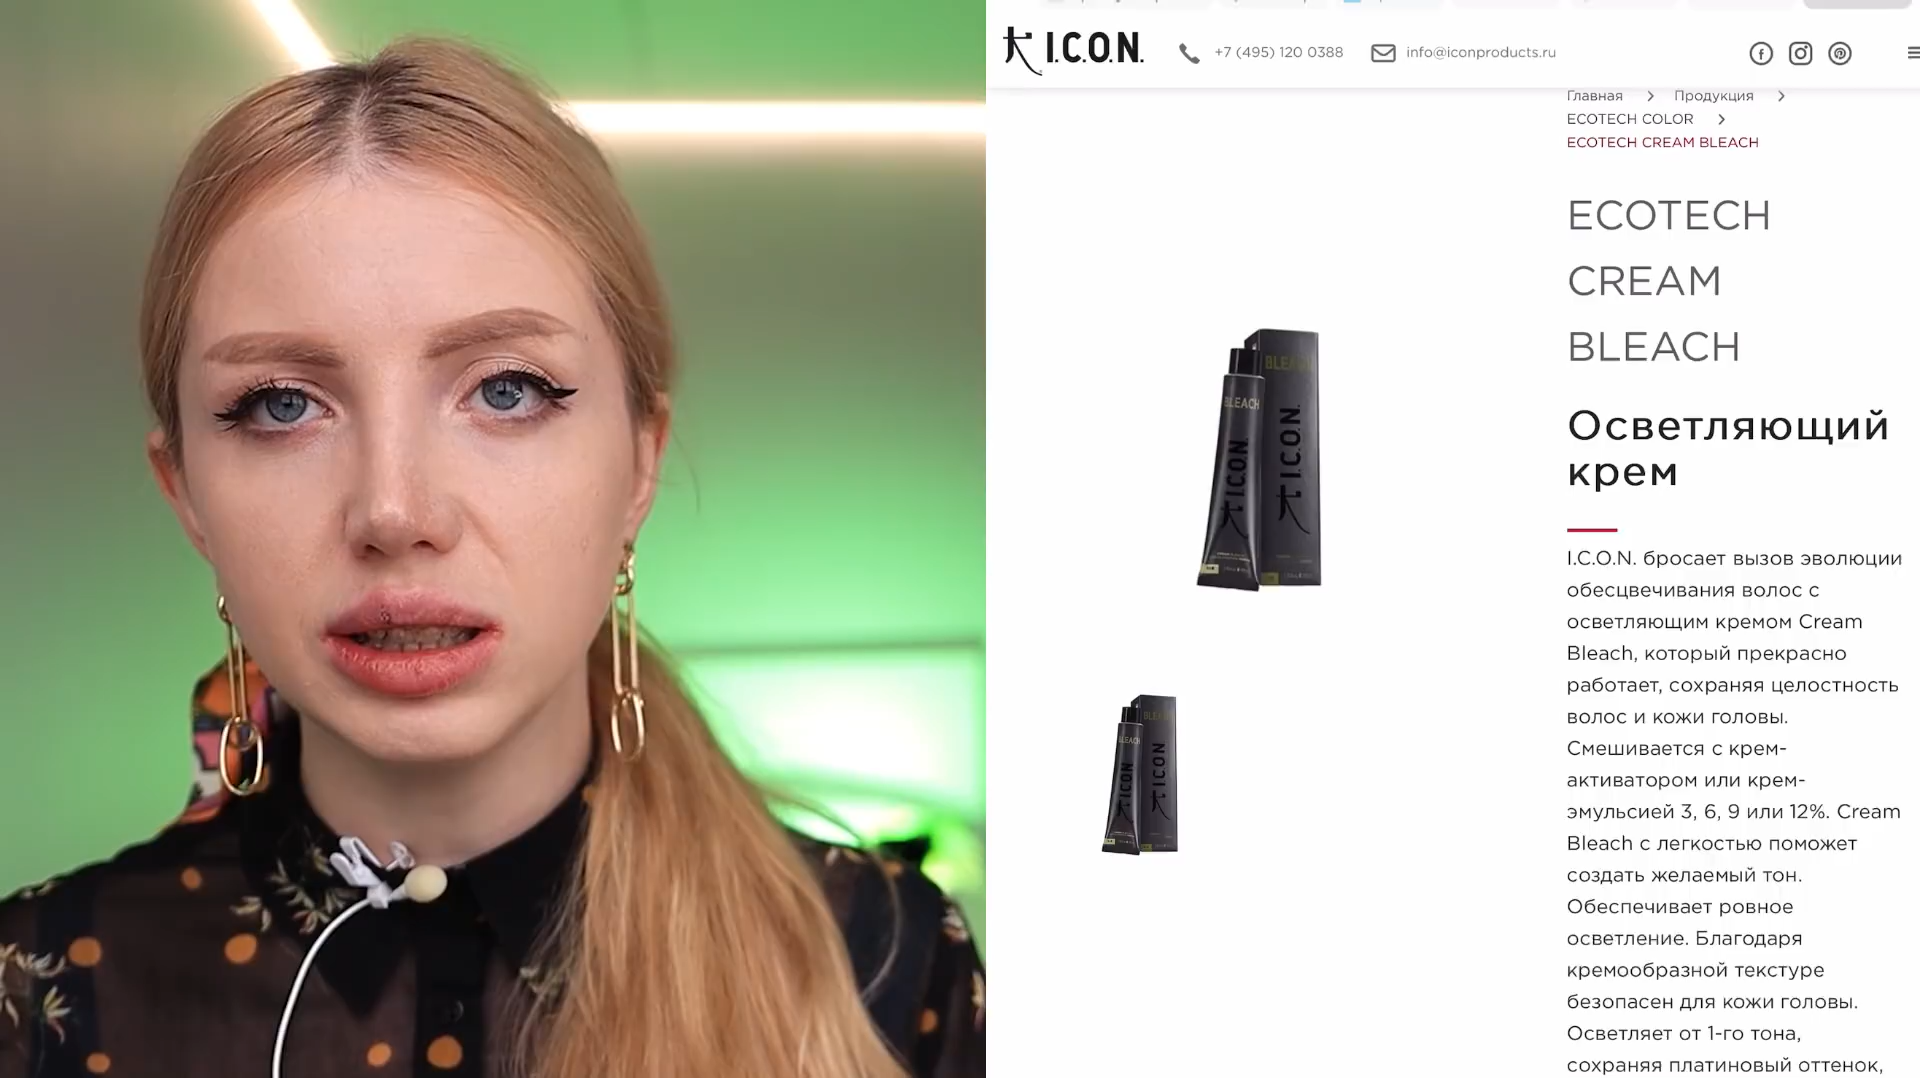 I.C.O.N.
+7 (495) 120 0388
info@iconproducts.ru
Главная > Продукция >
ECOTECH COLOR >
ECOTECH CREAM BLEACH
ECOTECH
CREAM
BLEACH
Осветляющий
крем
I.C.O.N. бросает вызов эволюции
обесцвечивания волос с
осветляющим кремом Cream
Bleach, который прекрасно
работает, сохраняя целостность
волос и кожи головы.
Смешивается с крем-
активатором или крем-
эмульсией 3, 6, 9 или 12%. Cream
Bleach с легкостью поможет
создать желаемый тон.
Обеспечивает ровное
осветление. Благодаря
кремообразной текстуре
безопасен для кожи головы.
Осветляет от 1-го тона,
сохраняя платиновый оттенок,
BLEACH
I.C.O.N.
BLEACH
I.C.O.N.
BLEACH
I.C.O.N.
BLEACH
I.C.O.N.